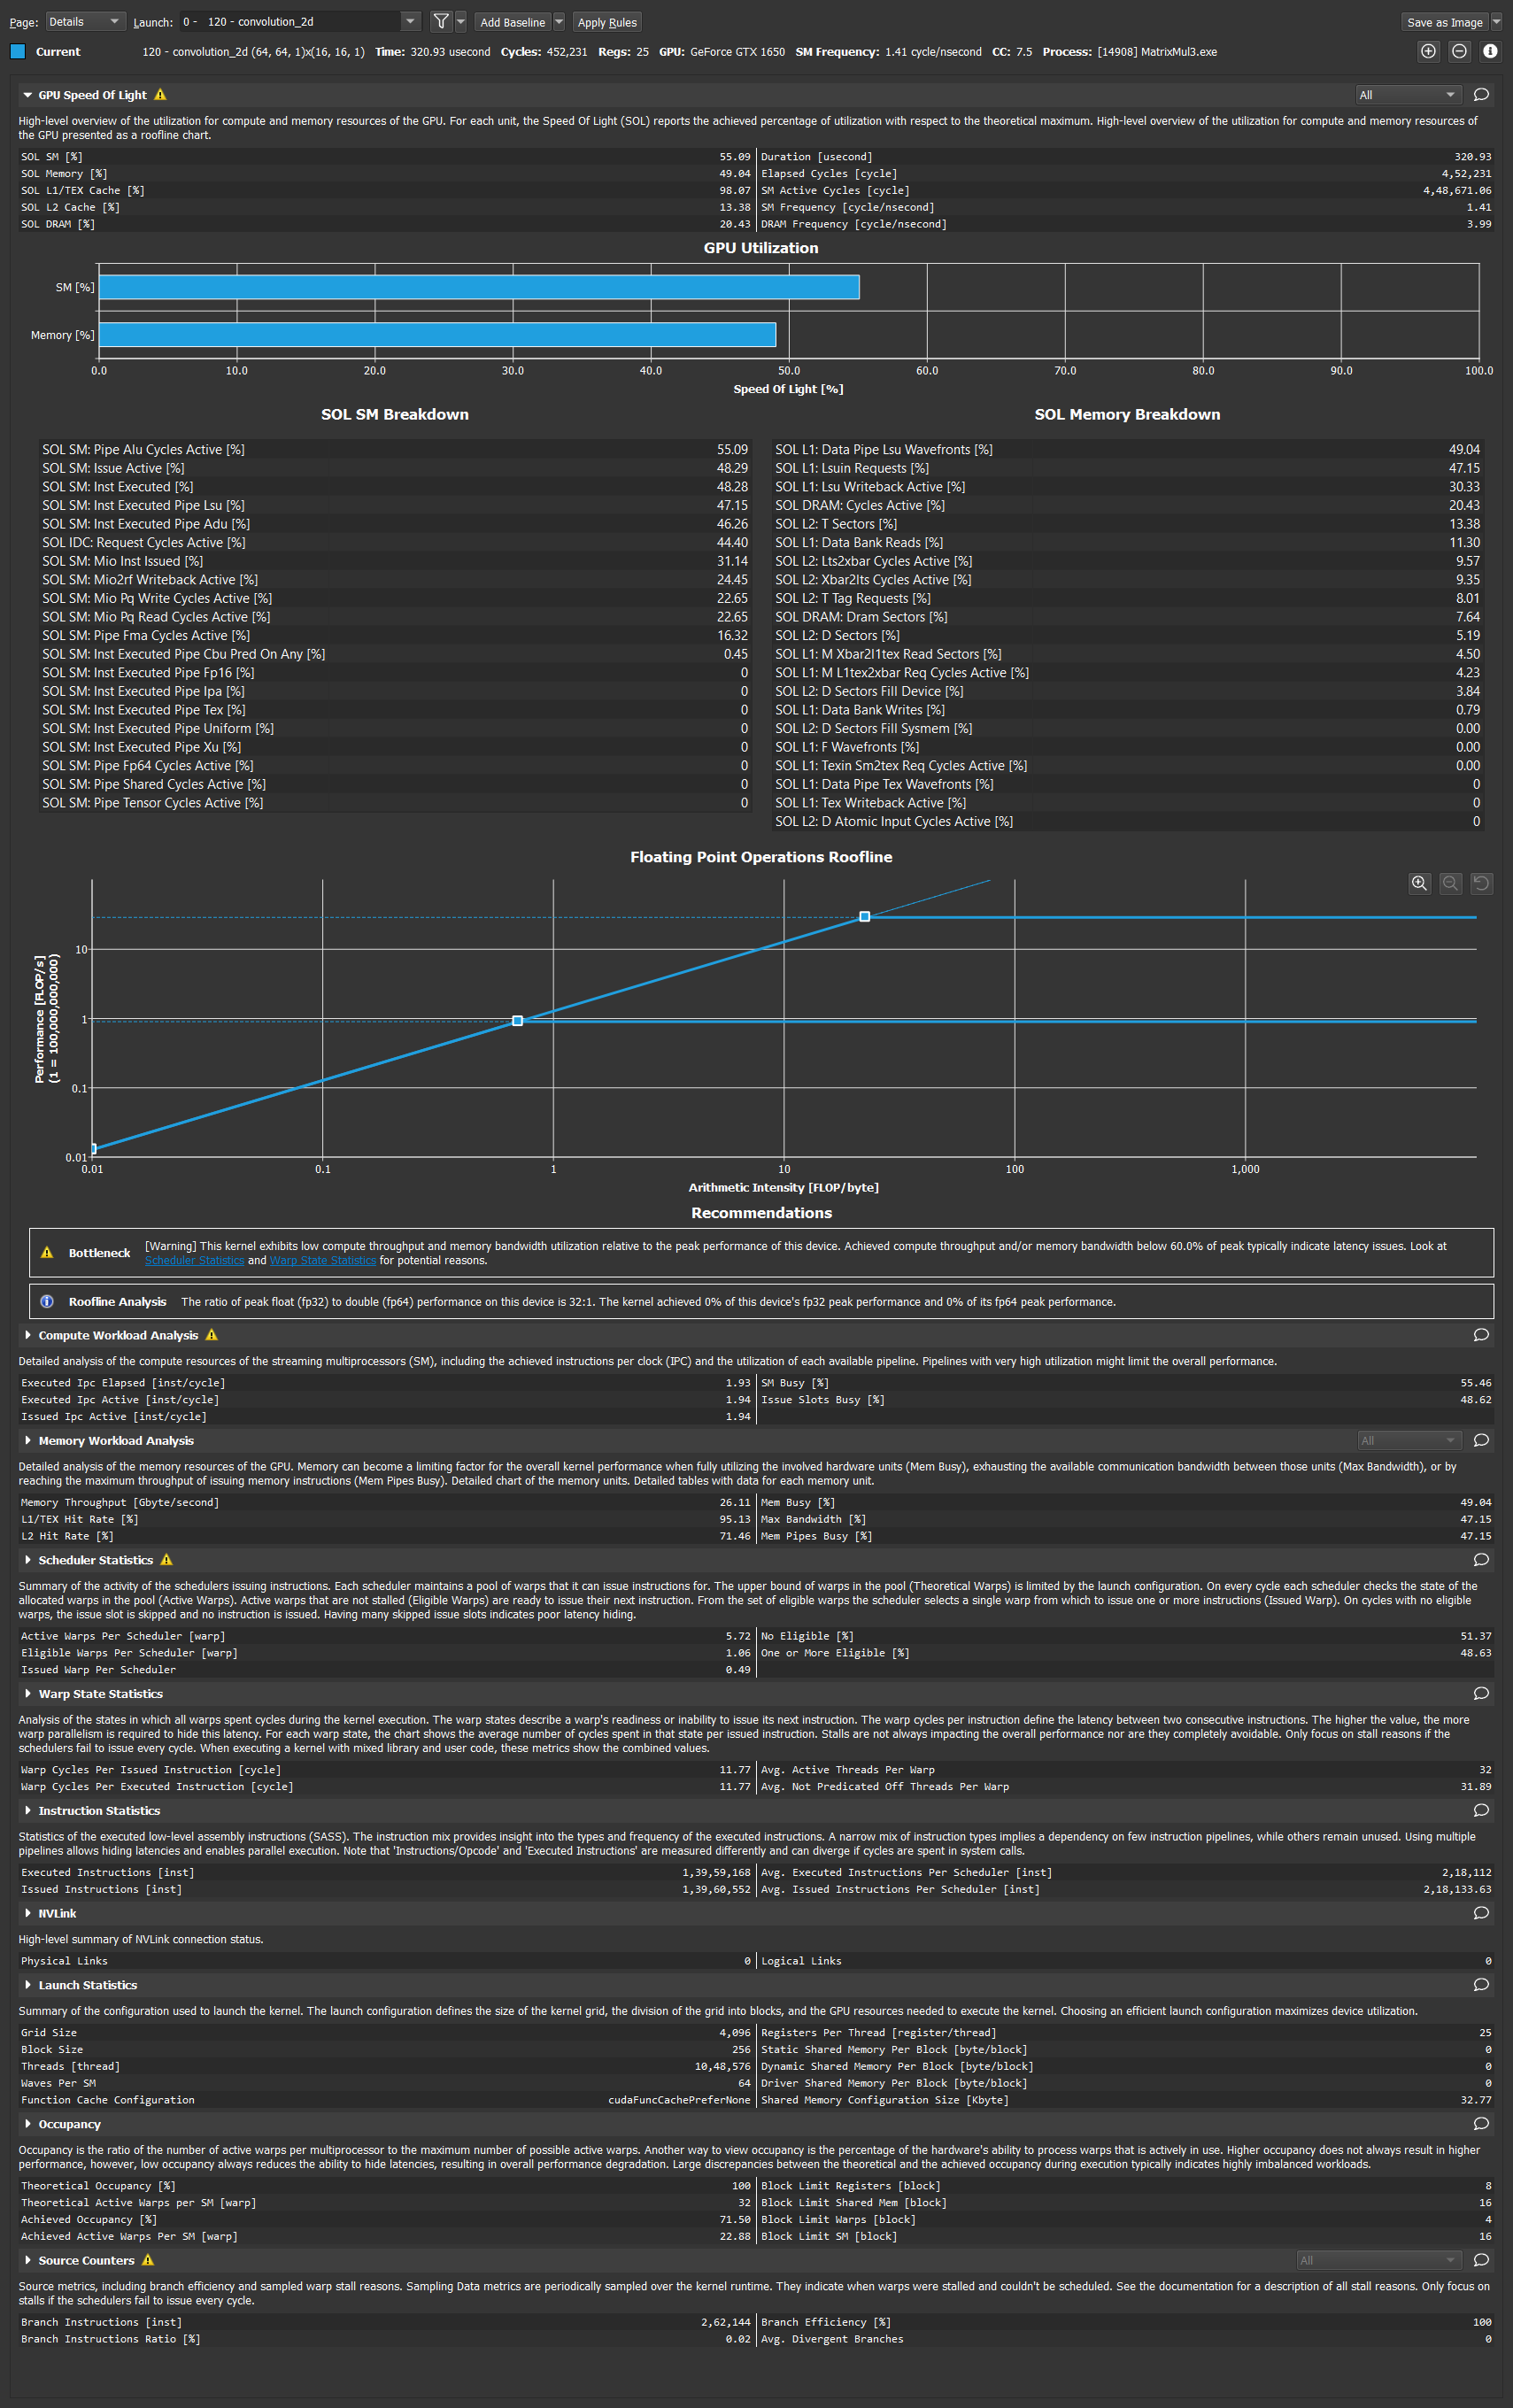 Page: Details Launch: 0 - 120 - convolution_2d Add Baseline Apply Rules Save as Image
Current 120 - convolution_2d (64, 64, 1)x(16, 16, 1) Time: 320.93 usecond Cycles: 452,231 Regs: 25 GPU: GeForce GTX 1650 SM Frequency: 1.41 cycle/nsecond CC: 7.5 Process: [14908] MatrixMul3.exe
GPU Speed Of Light All
High-level overview of the utilization for compute and memory resources of the GPU. For each unit, the Speed Of Light (SOL) reports the achieved percentage of utilization with respect to the theoretical maximum. High-level overview of the utilization for compute and memory resources of
the GPU presented as a roofline chart.
SOL SM [%] 55.09 Duration [usecond] 320.93
SOL Memory [%] 49.04 Elapsed Cycles [cycle] 4,52,231
SOL L1/TEX Cache [%] 98.07 SM Active Cycles [cycle] 4,48,671.06
SOL L2 Cache [%] 13.38 SM Frequency [cycle/nsecond] 1.41
SOL DRAM [%] 20.43 DRAM Frequency [cycle/nsecond] 3.99
GPU Utilization
SM [%]
Memory [%]
0.0 10.0 20.0 30.0 40.0 50.0 60.0 70.0 80.0 90.0 100.0
Speed Of Light [%]
SOL SM Breakdown
SOL SM: Pipe Alu Cycles Active [%] 55.09
SOL SM: Issue Active [%] 48.29
SOL SM: Inst Executed [%] 48.28
SOL SM: Inst Executed Pipe Lsu [%] 47.15
SOL SM: Inst Executed Pipe Adu [%] 46.26
SOL IDC: Request Cycles Active [%] 44.40
SOL SM: Mio Inst Issued [%] 31.14
SOL SM: Mio2rf Writeback Active [%] 24.45
SOL SM: Mio Pq Write Cycles Active [%] 22.65
SOL SM: Mio Pq Read Cycles Active [%] 22.65
SOL SM: Pipe Fma Cycles Active [%] 16.32
SOL SM: Inst Executed Pipe Cbu Pred On Any [%] 0.45
SOL SM: Inst Executed Pipe Fp16 [%] 0
SOL SM: Inst Executed Pipe Ipa [%] 0
SOL SM: Inst Executed Pipe Tex [%] 0
SOL SM: Inst Executed Pipe Uniform [%] 0
SOL SM: Inst Executed Pipe Xu [%] 0
SOL SM: Pipe Fp64 Cycles Active [%] 0
SOL SM: Pipe Shared Cycles Active [%] 0
SOL SM: Pipe Tensor Cycles Active [%] 0
SOL Memory Breakdown
SOL L1: Data Pipe Lsu Wavefronts [%] 49.04
SOL L1: Lsuin Requests [%] 47.15
SOL L1: Lsu Writeback Active [%] 30.33
SOL DRAM: Cycles Active [%] 20.43
SOL L2: T Sectors [%] 13.38
SOL L1: Data Bank Reads [%] 11.30
SOL L2: Lts2xbar Cycles Active [%] 9.57
SOL L2: Xbar2lts Cycles Active [%] 9.35
SOL L2: T Tag Requests [%] 8.01
SOL DRAM: Dram Sectors [%] 7.64
SOL L2: D Sectors [%] 5.19
SOL L1: M Xbar2l1tex Read Sectors [%] 4.50
SOL L1: M L1tex2xbar Req Cycles Active [%] 4.23
SOL L2: D Sectors Fill Device [%] 3.84
SOL L1: Data Bank Writes [%] 0.79
SOL L2: D Sectors Fill Sysmem [%] 0.00
SOL L1: F Wavefronts [%] 0.00
SOL L1: Texin Sm2tex Req Cycles Active [%] 0.00
SOL L1: Data Pipe Tex Wavefronts [%] 0
SOL L1: Tex Writeback Active [%] 0
SOL L2: D Atomic Input Cycles Active [%] 0
Floating Point Operations Roofline
Performance [FLOP/s]
(1 = 100,000,000,000)
10
1
0.1
0.01
0.01 0.1 1 10 100 1,000
Arithmetic Intensity [FLOP/byte]
Recommendations
Bottleneck [Warning] This kernel exhibits low compute throughput and memory bandwidth utilization relative to the peak performance of this device. Achieved compute throughput and/or memory bandwidth below 60.0% of peak typically indicate latency issues. Look at
Scheduler Statistics and Warp State Statistics for potential reasons.
Roofline Analysis The ratio of peak float (fp32) to double (fp64) performance on this device is 32:1. The kernel achieved 0% of this device's fp32 peak performance and 0% of its fp64 peak performance.
Compute Workload Analysis
Detailed analysis of the compute resources of the streaming multiprocessors (SM), including the achieved instructions per clock (IPC) and the utilization of each available pipeline. Pipelines with very high utilization might limit the overall performance.
Executed Ipc Elapsed [inst/cycle] 1.93 SM Busy [%] 55.46
Executed Ipc Active [inst/cycle] 1.94 Issue Slots Busy [%] 48.62
Issued Ipc Active [inst/cycle] 1.94
Memory Workload Analysis All
Detailed analysis of the memory resources of the GPU. Memory can become a limiting factor for the overall kernel performance when fully utilizing the involved hardware units (Mem Busy), exhausting the available communication bandwidth between those units (Max Bandwidth), or by
reaching the maximum throughput of issuing memory instructions (Mem Pipes Busy). Detailed chart of the memory units. Detailed tables with data for each memory unit.
Memory Throughput [Gbyte/second] 26.11 Mem Busy [%] 49.04
L1/TEX Hit Rate [%] 95.13 Max Bandwidth [%] 47.15
L2 Hit Rate [%] 71.46 Mem Pipes Busy [%] 47.15
Scheduler Statistics
Summary of the activity of the schedulers issuing instructions. Each scheduler maintains a pool of warps that it can issue instructions for. The upper bound of warps in the pool (Theoretical Warps) is limited by the launch configuration. On every cycle each scheduler checks the state of the
allocated warps in the pool (Active Warps). Active warps that are not stalled (Eligible Warps) are ready to issue their next instruction. From the set of eligible warps the scheduler selects a single warp from which to issue one or more instructions (Issued Warp). On cycles with no eligible
warps, the issue slot is skipped and no instruction is issued. Having many skipped issue slots indicates poor latency hiding.
Active Warps Per Scheduler [warp] 5.72 No Eligible [%] 51.37
Eligible Warps Per Scheduler [warp] 1.06 One or More Eligible [%] 48.63
Issued Warp Per Scheduler 0.49
Warp State Statistics
Analysis of the states in which all warps spent cycles during the kernel execution. The warp states describe a warp's readiness or inability to issue its next instruction. The warp cycles per instruction define the latency between two consecutive instructions. The higher the value, the more
warp parallelism is required to hide this latency. For each warp state, the chart shows the average number of cycles spent in that state per issued instruction. Stalls are not always impacting the overall performance nor are they completely avoidable. Only focus on stall reasons if the
schedulers fail to issue every cycle. When executing a kernel with mixed library and user code, these metrics show the combined values.
Warp Cycles Per Issued Instruction [cycle] 11.77 Avg. Active Threads Per Warp 32
Warp Cycles Per Executed Instruction [cycle] 11.77 Avg. Not Predicated Off Threads Per Warp 31.89
Instruction Statistics
Statistics of the executed low-level assembly instructions (SASS). The instruction mix provides insight into the types and frequency of the executed instructions. A narrow mix of instruction types implies a dependency on few instruction pipelines, while others remain unused. Using multiple
pipelines allows hiding latencies and enables parallel execution. Note that 'Instructions/Opcode' and 'Executed Instructions' are measured differently and can diverge if cycles are spent in system calls.
Executed Instructions [inst] 1,39,59,168 Avg. Executed Instructions Per Scheduler [inst] 2,18,112
Issued Instructions [inst] 1,39,60,552 Avg. Issued Instructions Per Scheduler [inst] 2,18,133.63
NVLink
High-level summary of NVLink connection status.
Physical Links 0 Logical Links 0
Launch Statistics
Summary of the configuration used to launch the kernel. The launch configuration defines the size of the kernel grid, the division of the grid into blocks, and the GPU resources needed to execute the kernel. Choosing an efficient launch configuration maximizes device utilization.
Grid Size 4,096 Registers Per Thread [register/thread] 25
Block Size 256 Static Shared Memory Per Block [byte/block] 0
Threads [thread] 10,48,576 Dynamic Shared Memory Per Block [byte/block] 0
Waves Per SM 64 Driver Shared Memory Per Block [byte/block] 0
Function Cache Configuration cudaFuncCachePreferNone Shared Memory Configuration Size [Kbyte] 32.77
Occupancy
Occupancy is the ratio of the number of active warps per multiprocessor to the maximum number of possible active warps. Another way to view occupancy is the percentage of the hardware's ability to process warps that is actively in use. Higher occupancy does not always result in higher
performance, however, low occupancy always reduces the ability to hide latencies, resulting in overall performance degradation. Large discrepancies between the theoretical and the achieved occupancy during execution typically indicates highly imbalanced workloads.
Theoretical Occupancy [%] 100 Block Limit Registers [block] 8
Theoretical Active Warps per SM [warp] 32 Block Limit Shared Mem [block] 16
Achieved Occupancy [%] 71.50 Block Limit Warps [block] 4
Achieved Active Warps Per SM [warp] 22.88 Block Limit SM [block] 16
Source Counters All
Source metrics, including branch efficiency and sampled warp stall reasons. Sampling Data metrics are periodically sampled over the kernel runtime. They indicate when warps were stalled and couldn't be scheduled. See the documentation for a description of all stall reasons. Only focus on
stalls if the schedulers fail to issue every cycle.
Branch Instructions [inst] 2,62,144 Branch Efficiency [%] 100
Branch Instructions Ratio [%] 0.02 Avg. Divergent Branches 0